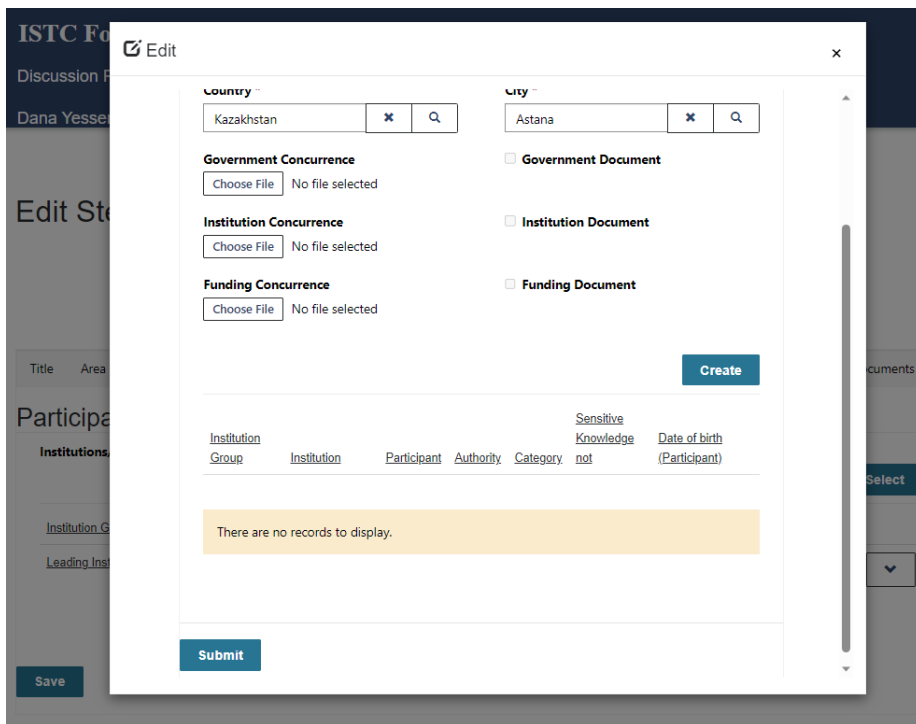 ISTC Fo
Edit
×
Discussion F
Dana Yesser
Country *
City *
Kazakhstan
Astana
Government Concurrence
Government Document
Choose File No file selected
Edit Ste
Institution Concurrence
Institution Document
Choose File No file selected
Funding Concurrence
Funding Document
Choose File No file selected
Title Area
Create
cuments
Participa
Institutions,
Institution Group
Institution
Participant
Authority
Category
Sensitive Knowledge not
Date of birth (Participant)
Select
Institution G
There are no records to display.
Leading Inst
Submit
Save